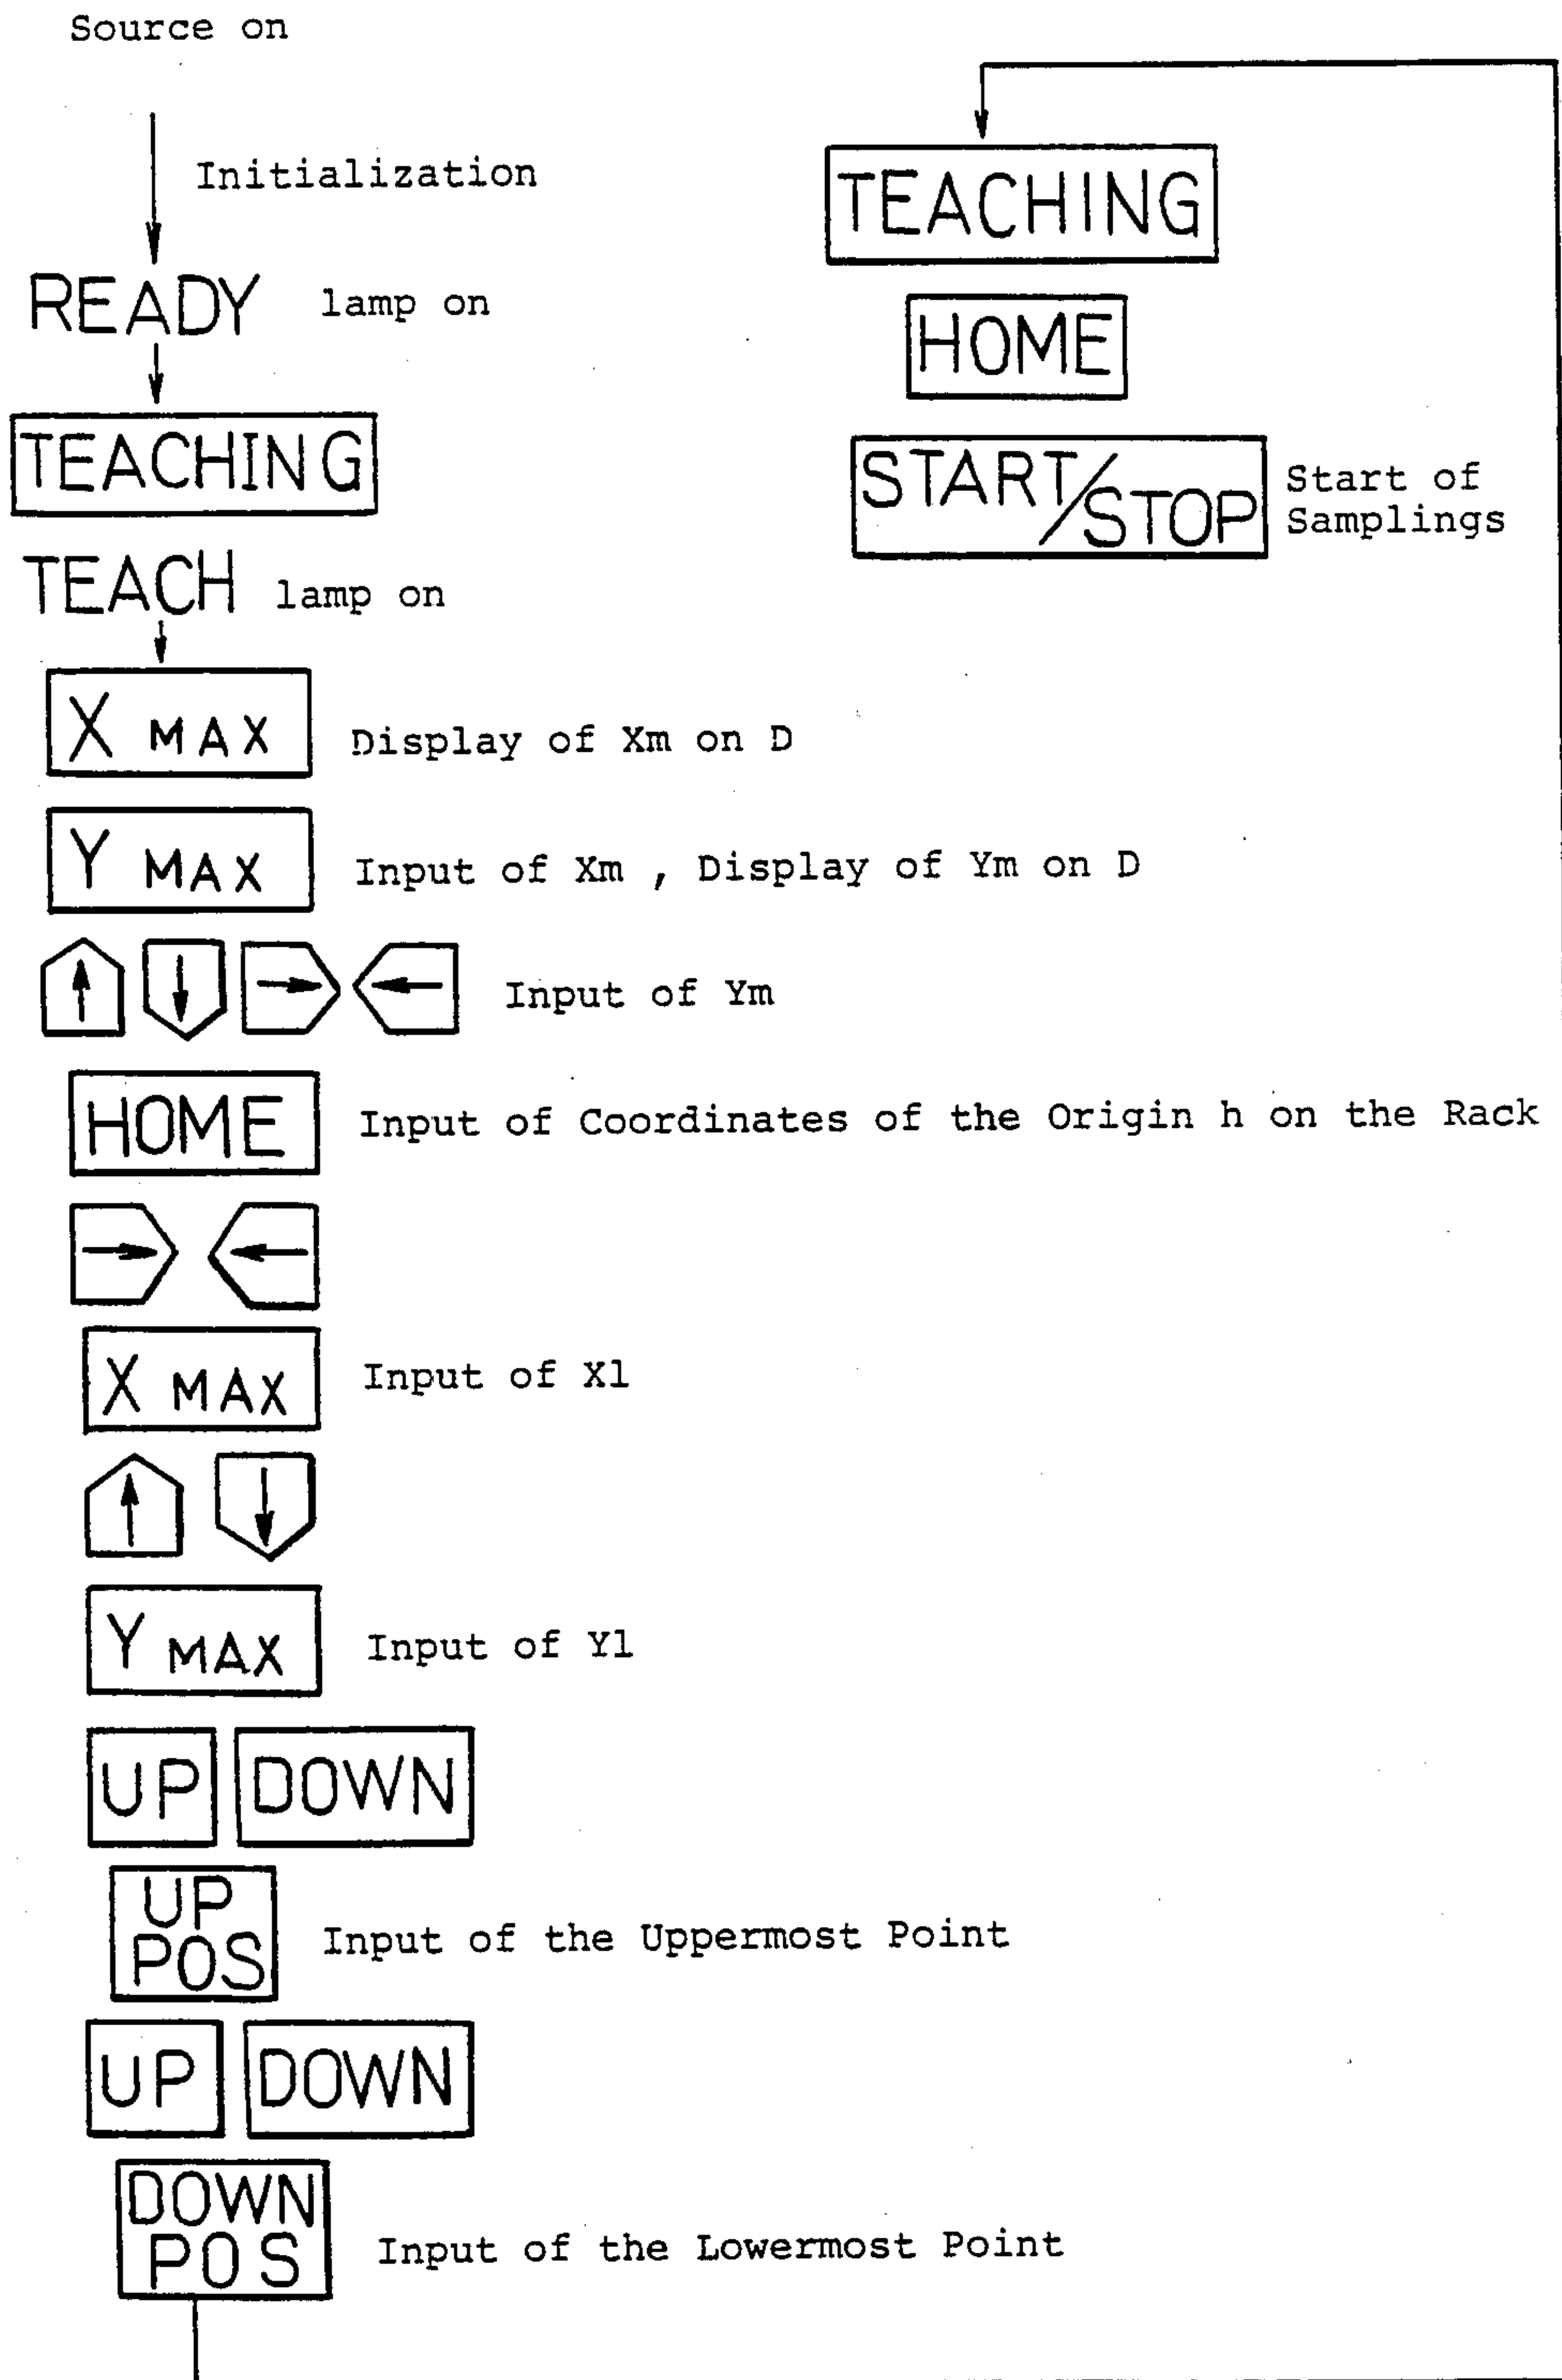 Source on
Initialization
READY lamp on
TEACHING
TEACH lamp on
X MAX Display of Xm on D
Y MAX Input of Xm , Display of Ym on D
Input of Ym
HOME Input of Coordinates of the Origin h on the Rack
X MAX Input of Xl
Y MAX Input of Yl
UP DOWN
UP
POS Input of the Uppermost Point
UP DOWN
DOWN
POS Input of the Lowermost Point
TEACHING
HOME
START/STOP Start of
Samplings